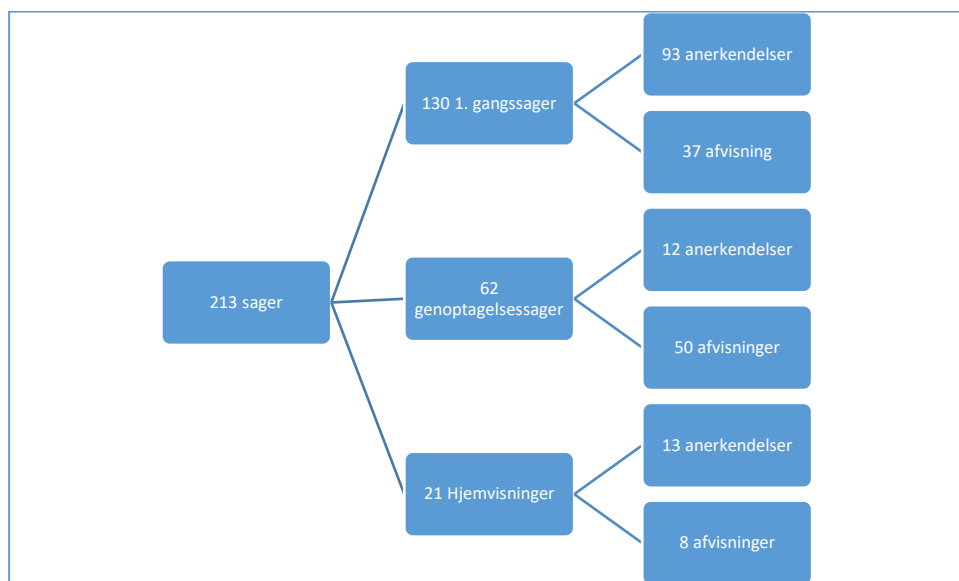 213 sager
130 1. gangssager
93 anerkendelser
37 afvisning
62
genoptagelsessager
12 anerkendelser
50 afvisninger
21 Hjemvisninger
13 anerkendelser
8 afvisninger